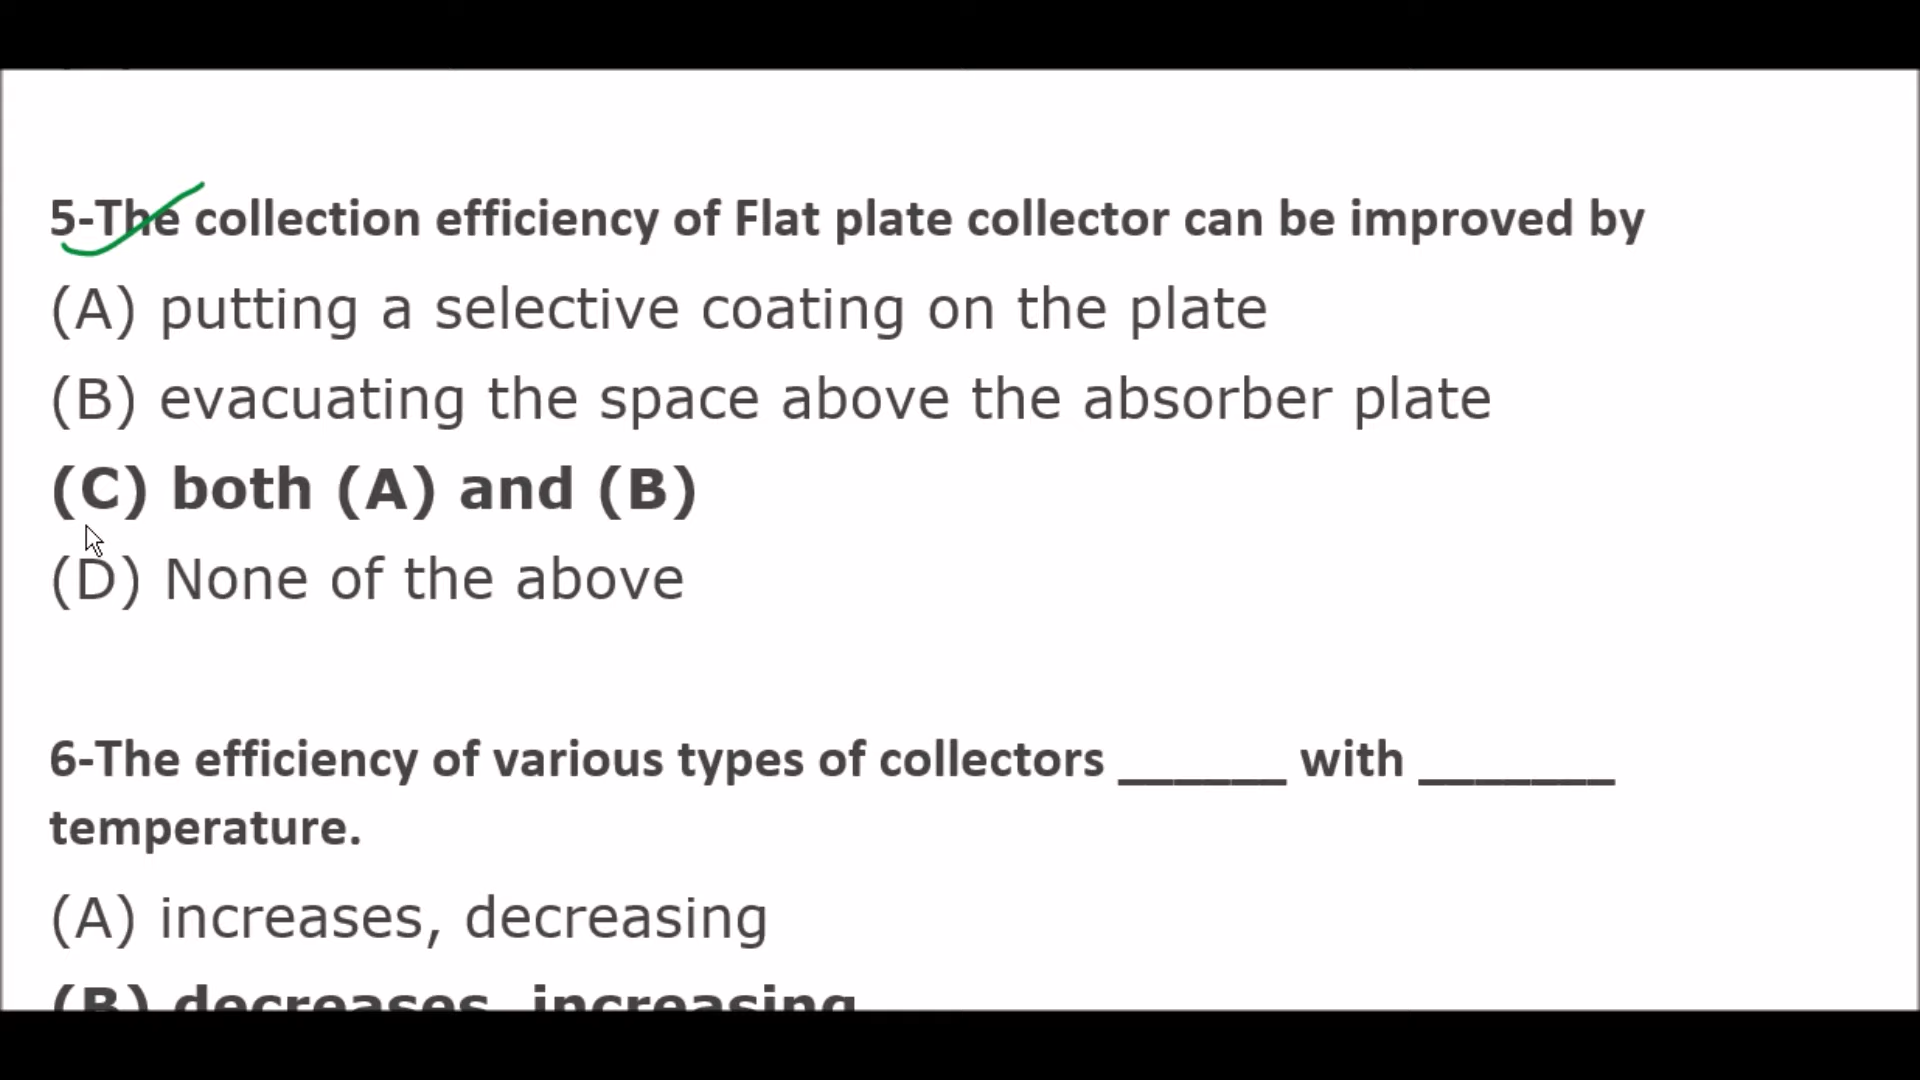 5-The collection efficiency of Flat plate collector can be improved by
(A) putting a selective coating on the plate
(B) evacuating the space above the absorber plate
(C) both (A) and (B)
(D) None of the above
6-The efficiency of various types of collectors ______ with _______
temperature.
(A) increases, decreasing
(B) decreases, increasing